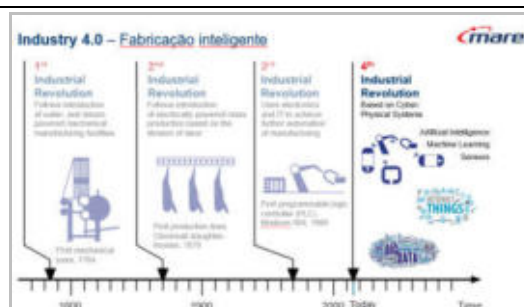 Industry 4.0 – Fabricação inteligente
mare
1st
Industrial
Revolution
Follows introduction
of water, and steam
powered mechanical
manufacturing facilities
First mechanical
loom, 1784
2nd
Industrial
Revolution
Follows introduction
of electrically-powered mass
production based on the
division of labor
First production lines,
Cincinnati slaughter
houses, 1870
3rd
Industrial
Revolution
Uses electronics
and IT to achieve
further automation
of manufacturing
First programmable logic
controller (PLC),
Modicon 084, 1969
4th
Industrial
Revolution
Based on Cyber-
Physical Systems
Artificial Intelligence
Machine Learning
Sensors
INTERNET
THINGS
BIG
DATA
1800
1900
2000
Today
Time